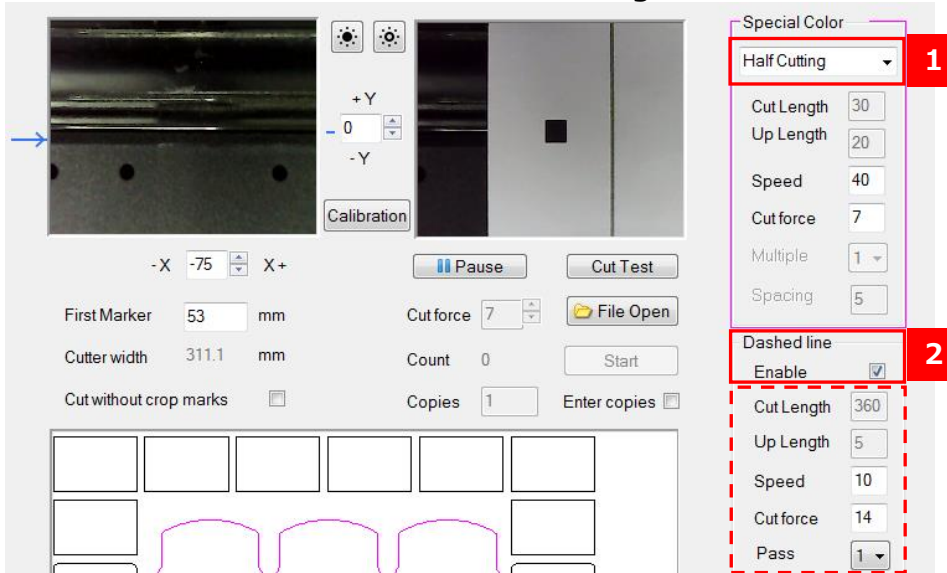 Special Color
Half Cutting
1
Cut Length 30
Up Length 20
Speed 40
Cut force 7
Multiple 1
Spacing 5
+ Y
0
- Y
Calibration
- X -75 X +
Pause
Cut Test
First Marker 53 mm
Cut force 7
File Open
Cutter width 311.1 mm
Count 0
Start
Cut without crop marks
Copies 1
Enter copies
Dashed line
2
Enable
Cut Length 360
Up Length 5
Speed 10
Cut force 14
Pass 1